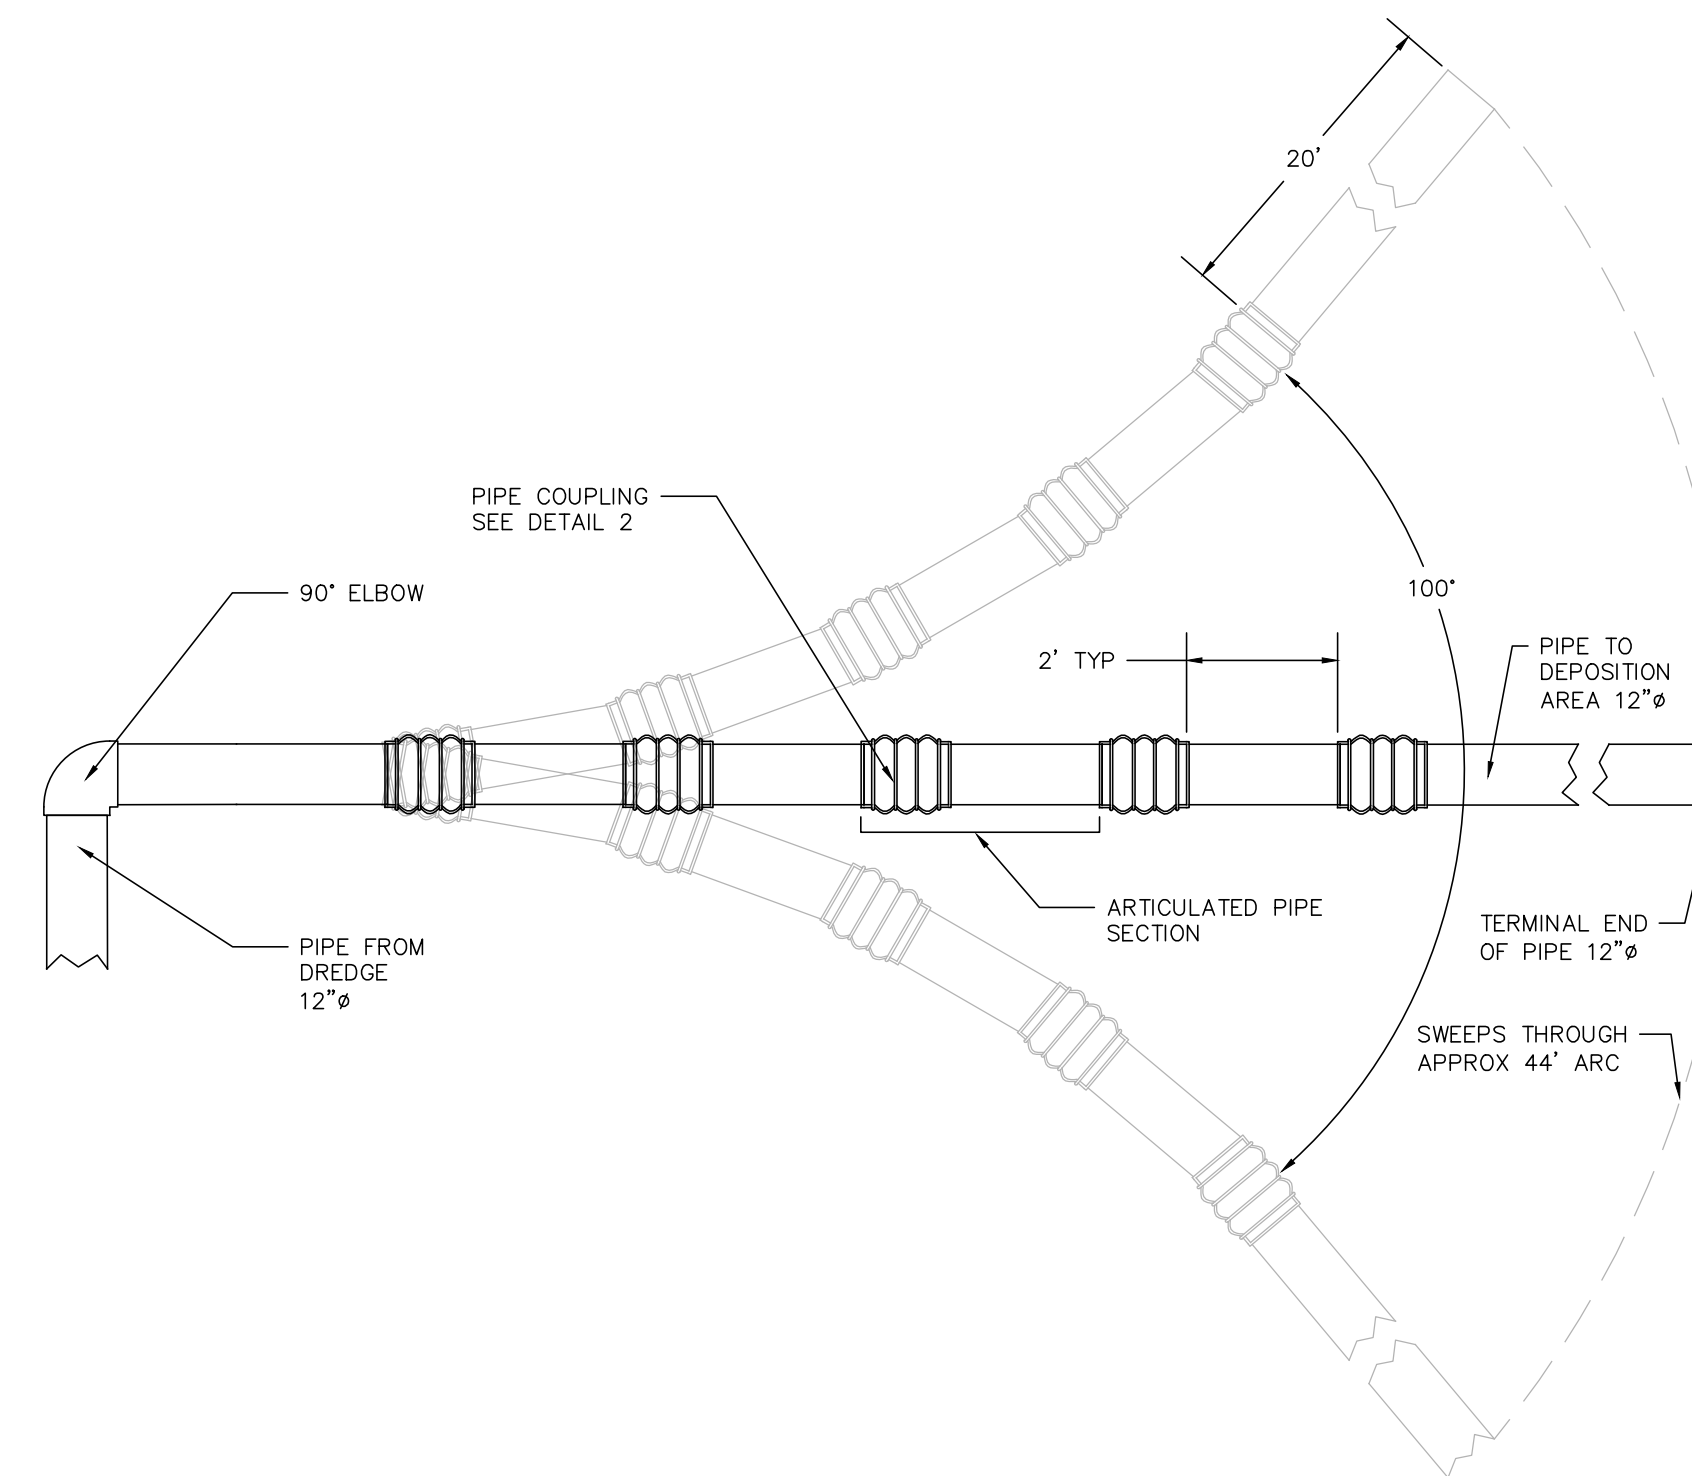 20’
PIPE COUPLING
SEE DETAIL 2
90° ELBOW
100°
2’ TYP
PIPE TO
DEPOSITION
AREA 12”ø
ARTICULATED PIPE
SECTION
TERMINAL END
OF PIPE 12”ø
PIPE FROM
DREDGE
12”ø
SWEEPS THROUGH
APPROX 44’ ARC